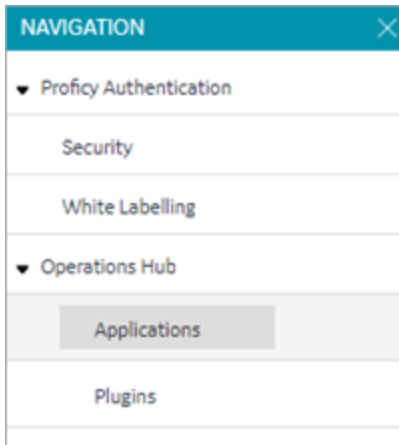 NAVIGATION
Proficy Authentication
Security
White Labelling
Operations Hub
Applications
Plugins